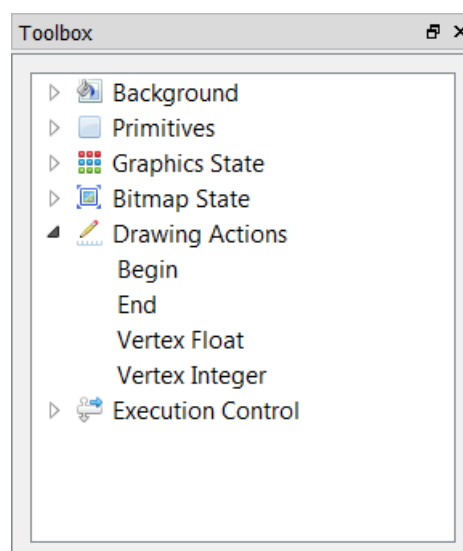 Toolbox
Background
Primitives
Graphics State
Bitmap State
Drawing Actions
Begin
End
Vertex Float
Vertex Integer
Execution Control